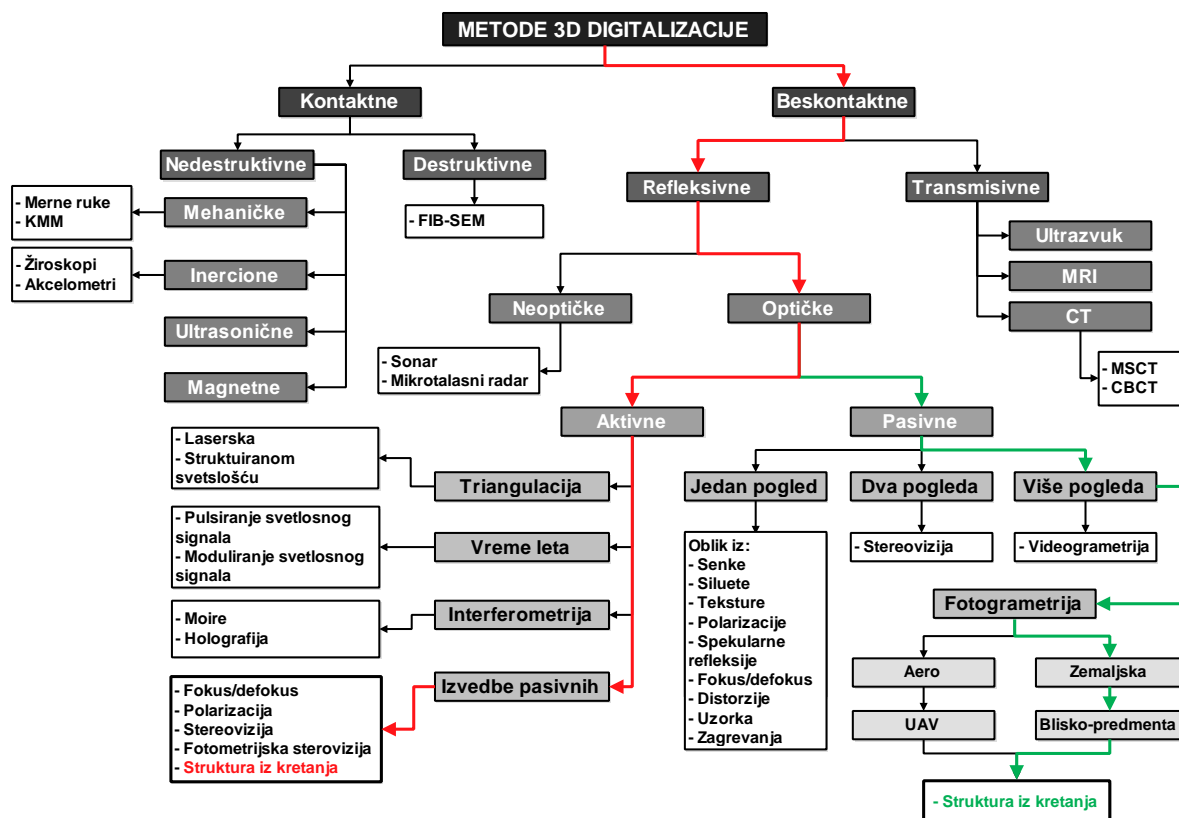 METODE 3D DIGITALIZACIJE
Kontaktne
Beskontaktne
Nedestruktivne
Destruktivne
Refleksivne
Transmisivne
- Merne ruke
- KMM
Mehaničke
- FIB-SEM
Ultrazvuk
- Žiroskopi
- Akcelometri
Inercione
MRI
Neoptičke
Optičke
CT
Ultrasonične
- Sonar
- Mikrotalasni radar
- MSCT
- CBCT
Magnetne
Aktivne
Pasivne
- Laserska
- Struktuiranom
svetslošću
Triangulacija
Jedan pogled
Dva pogleda
Više pogleda
- Pulsiranje svetlosnog
signala
- Moduliranje svetlosnog
signala
Vreme leta
Oblik iz:
- Senke
- Siluete
- Teksture
- Polarizacije
- Spekularne
refleksije
- Fokus/defokus
- Distorzije
- Uzorka
- Zagrevanja
- Stereovizija
- Videogrametrija
- Moire
- Holografija
Interferometrija
Fotogrametrija
- Fokus/defokus
- Polarizacija
- Stereovizija
- Fotometrijska sterovizija
- Struktura iz kretanja
Izvedbe pasivnih
Aero
Zemaljska
UAV
Blisko-predmenta
- Struktura iz kretanja